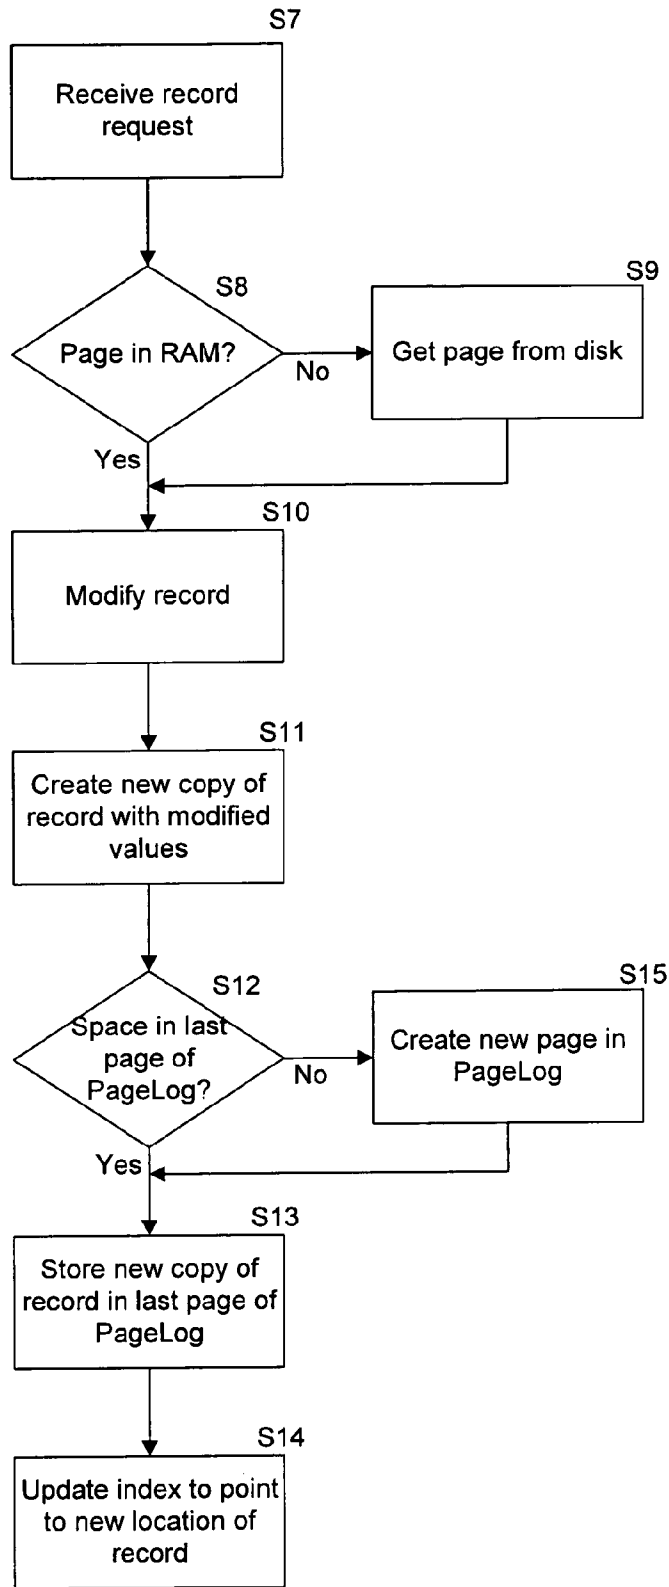 S7
Receive record
request
S8
Page in RAM?
No
S9
Get page from disk
Yes
S10
Modify record
S11
Create new copy of
record with modified
values
S12
Space in last
page of
PageLog?
No
S15
Create new page in
PageLog
Yes
S13
Store new copy of
record in last page of
PageLog
S14
Update index to point
to new location of
record